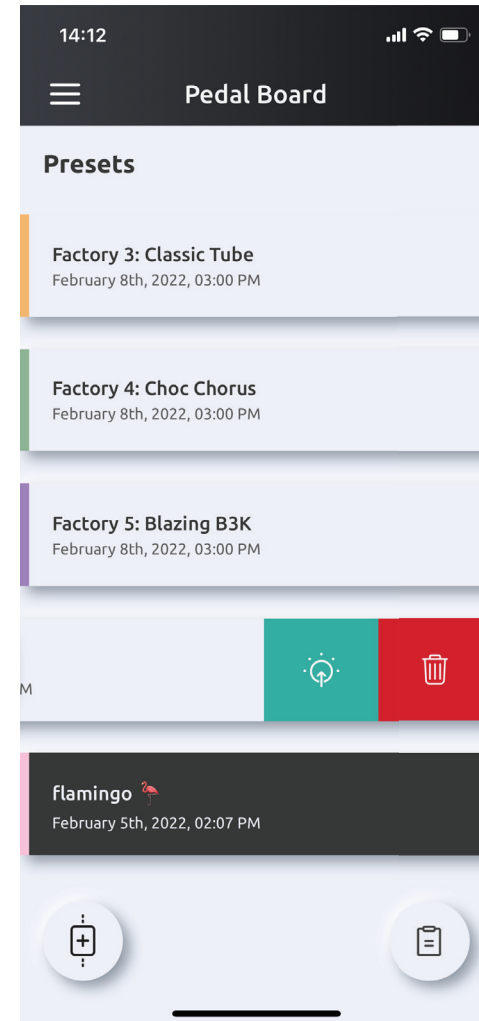 14:12
Pedal Board
Presets
Factory 3: Classic Tube
February 8th, 2022, 03:00 PM
Factory 4: Choc Chorus
February 8th, 2022, 03:00 PM
Factory 5: Blazing B3K
February 8th, 2022, 03:00 PM
M
flamingo 🦩
February 5th, 2022, 02:07 PM